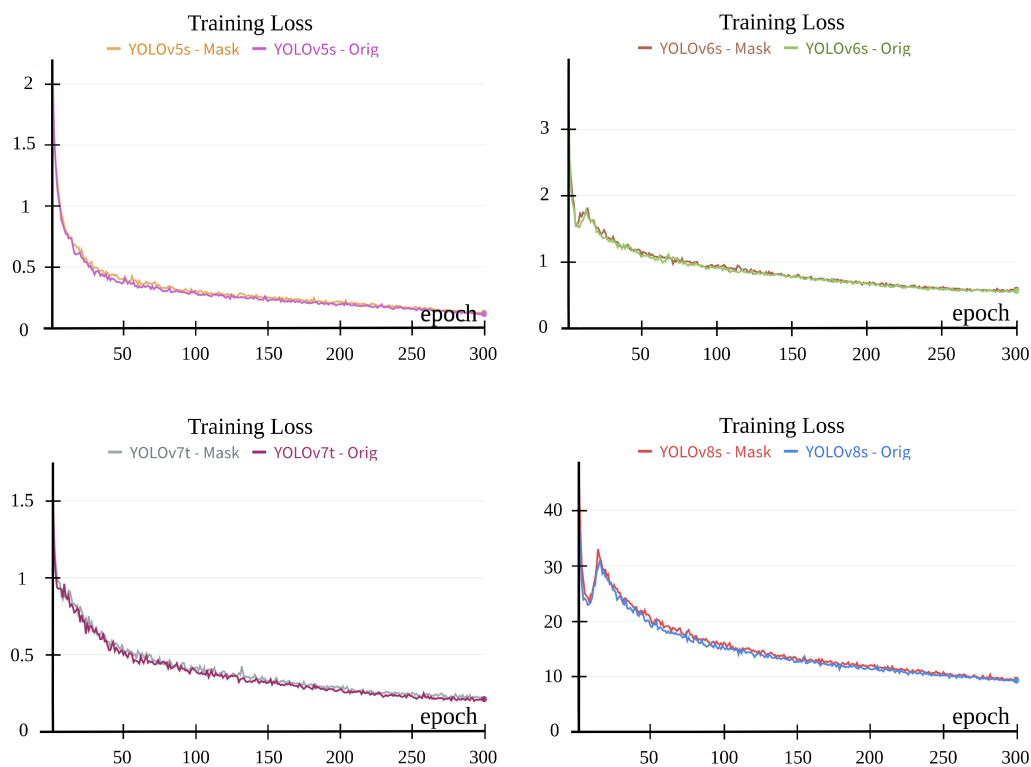 Training Loss
YOLOv5s - Mask YOLOv5s - Orig
2
1.5
1
0.5
0
epoch
50 100 150 200 250 300
Training Loss
YOLOv6s - Mask YOLOv6s - Orig
3
2
1
0
epoch
50 100 150 200 250 300
Training Loss
YOLOv7t - Mask YOLOv7t - Orig
1.5
1
0.5
0
epoch
50 100 150 200 250 300
Training Loss
YOLOv8s - Mask YOLOv8s - Orig
40
30
20
10
0
epoch
50 100 150 200 250 300